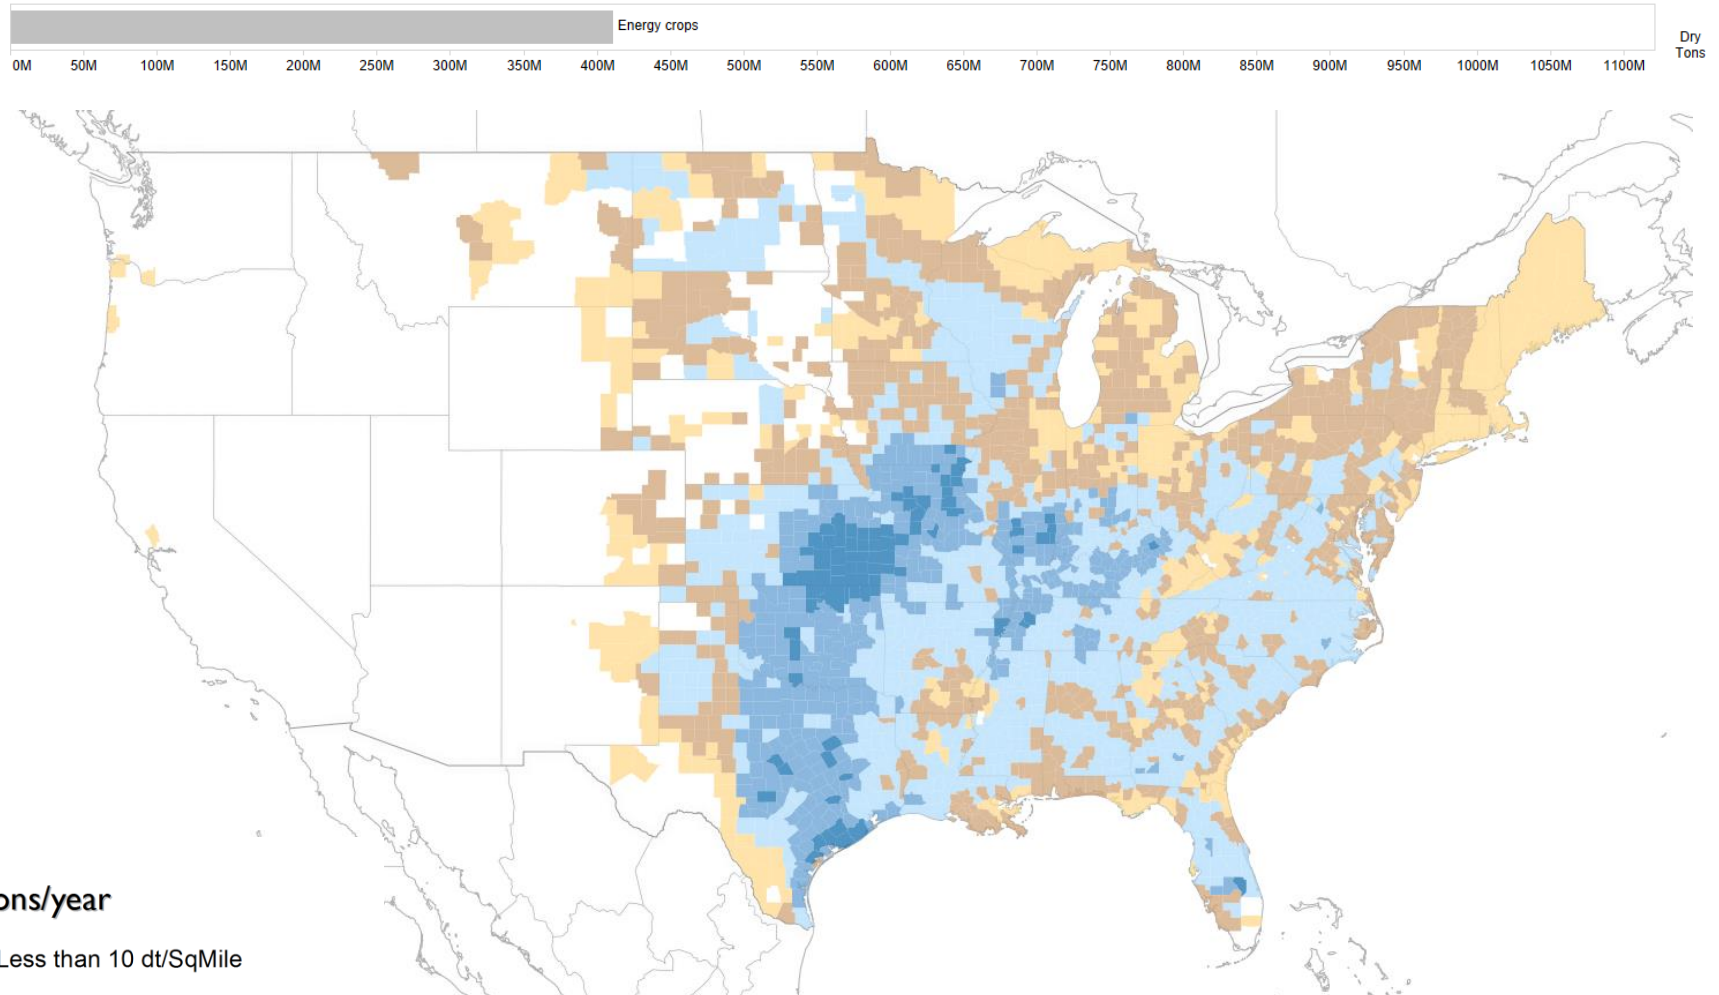 Energy crops
Dry
Tons
0M 50M 100M 150M 200M 250M 300M 350M 400M 450M 500M 550M 600M 650M 700M 750M 800M 850M 900M 950M 1000M 1050M 1100M
ons/year
Less than 10 dt/SqMile